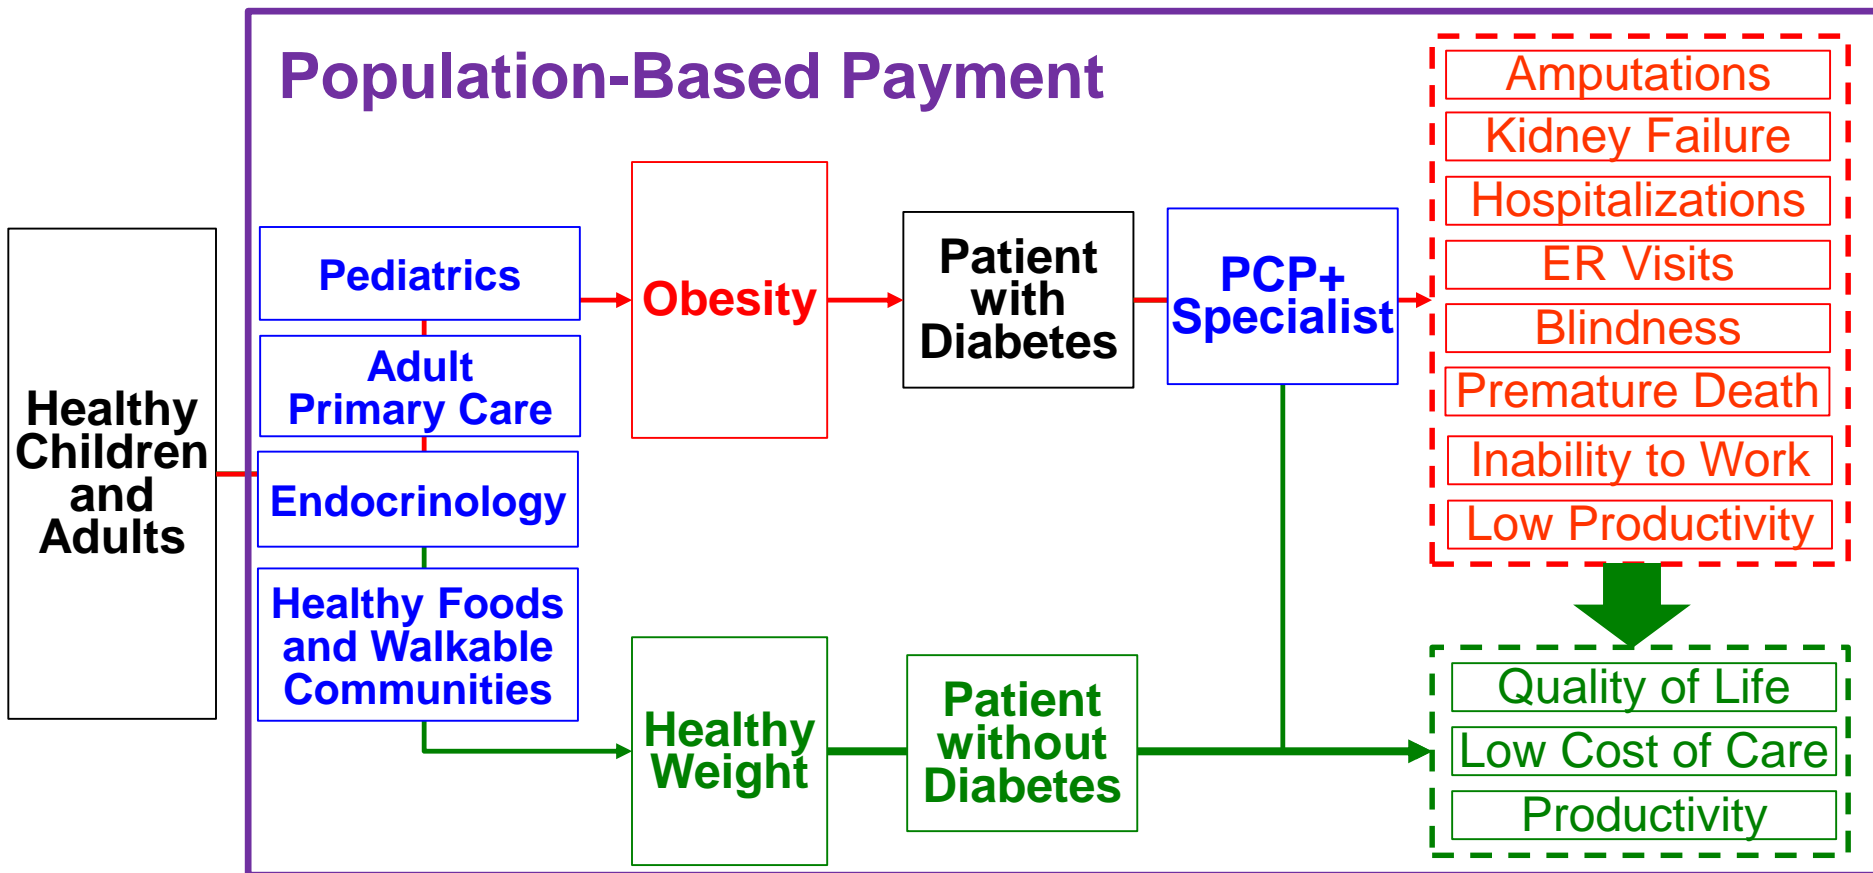 Population-Based Payment
Healthy
Children
and
Adults
Pediatrics
Adult
Primary Care
Endocrinology
Healthy Foods
and Walkable
Communities
Obesity
Patient
with
Diabetes
PCP+
Specialist
Healthy
Weight
Patient
without
Diabetes
Amputations
Kidney Failure
Hospitalizations
ER Visits
Blindness
Premature Death
Inability to Work
Low Productivity
Quality of Life
Low Cost of Care
Productivity